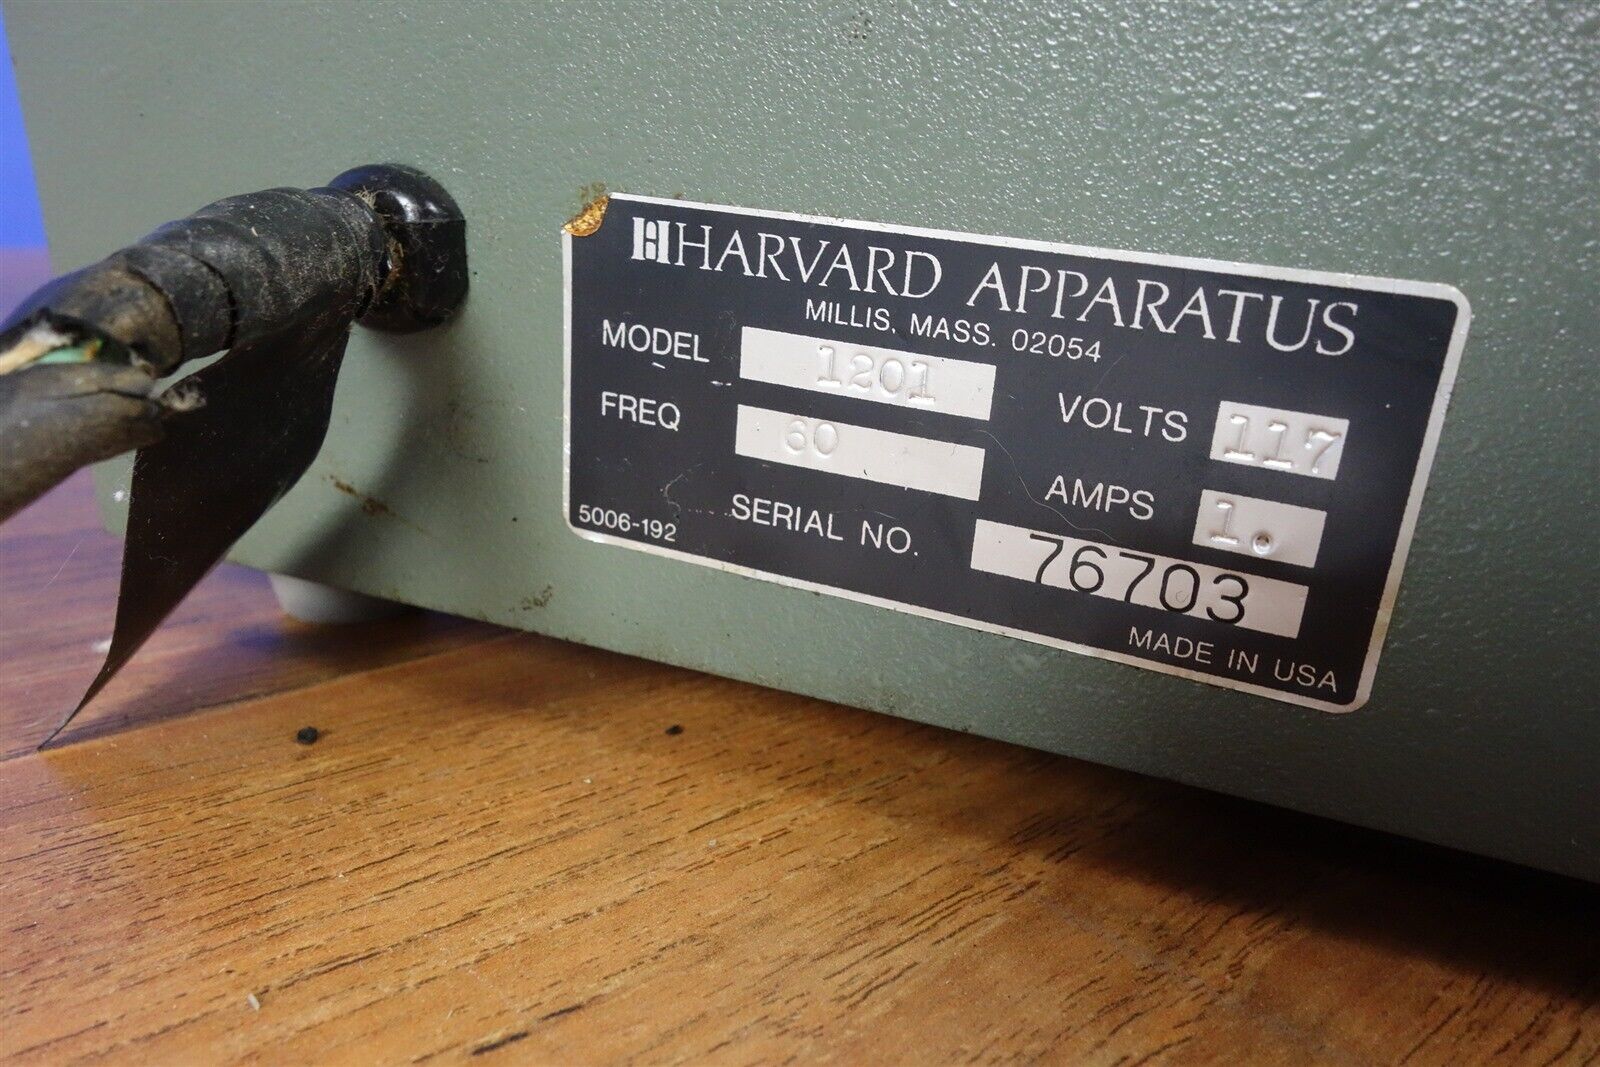 HARVARD APPARATUS
MILLIS, MASS. 02054
MODEL 1201 VOLTS 117
FREQ 60 AMPS 1.
SERIAL NO. 76703
5006-192
MADE IN USA